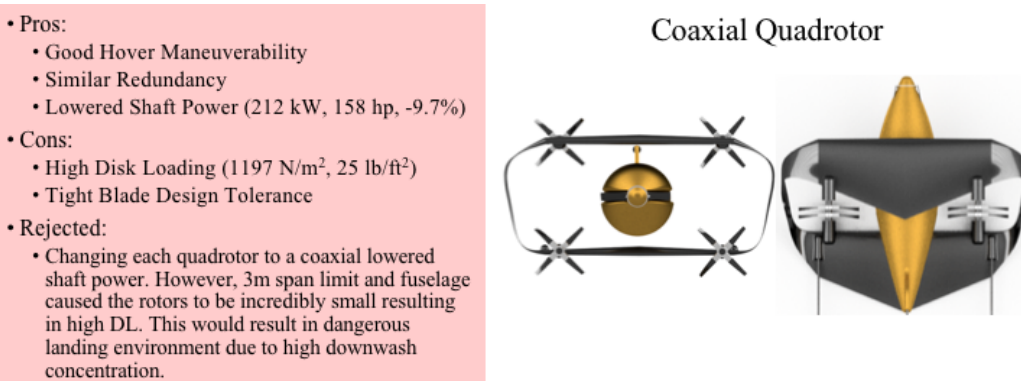 • Pros:
• Good Hover Maneuverability
• Similar Redundancy
• Lowered Shaft Power (212 kW, 158 hp, -9.7%)
• Cons:
• High Disk Loading (1197 N/m², 25 lb/ft²)
• Tight Blade Design Tolerance
• Rejected:
• Changing each quadrotor to a coaxial lowered
shaft power. However, 3m span limit and fuselage
caused the rotors to be incredibly small resulting
in high DL. This would result in dangerous
landing environment due to high downwash
concentration.
Coaxial Quadrotor